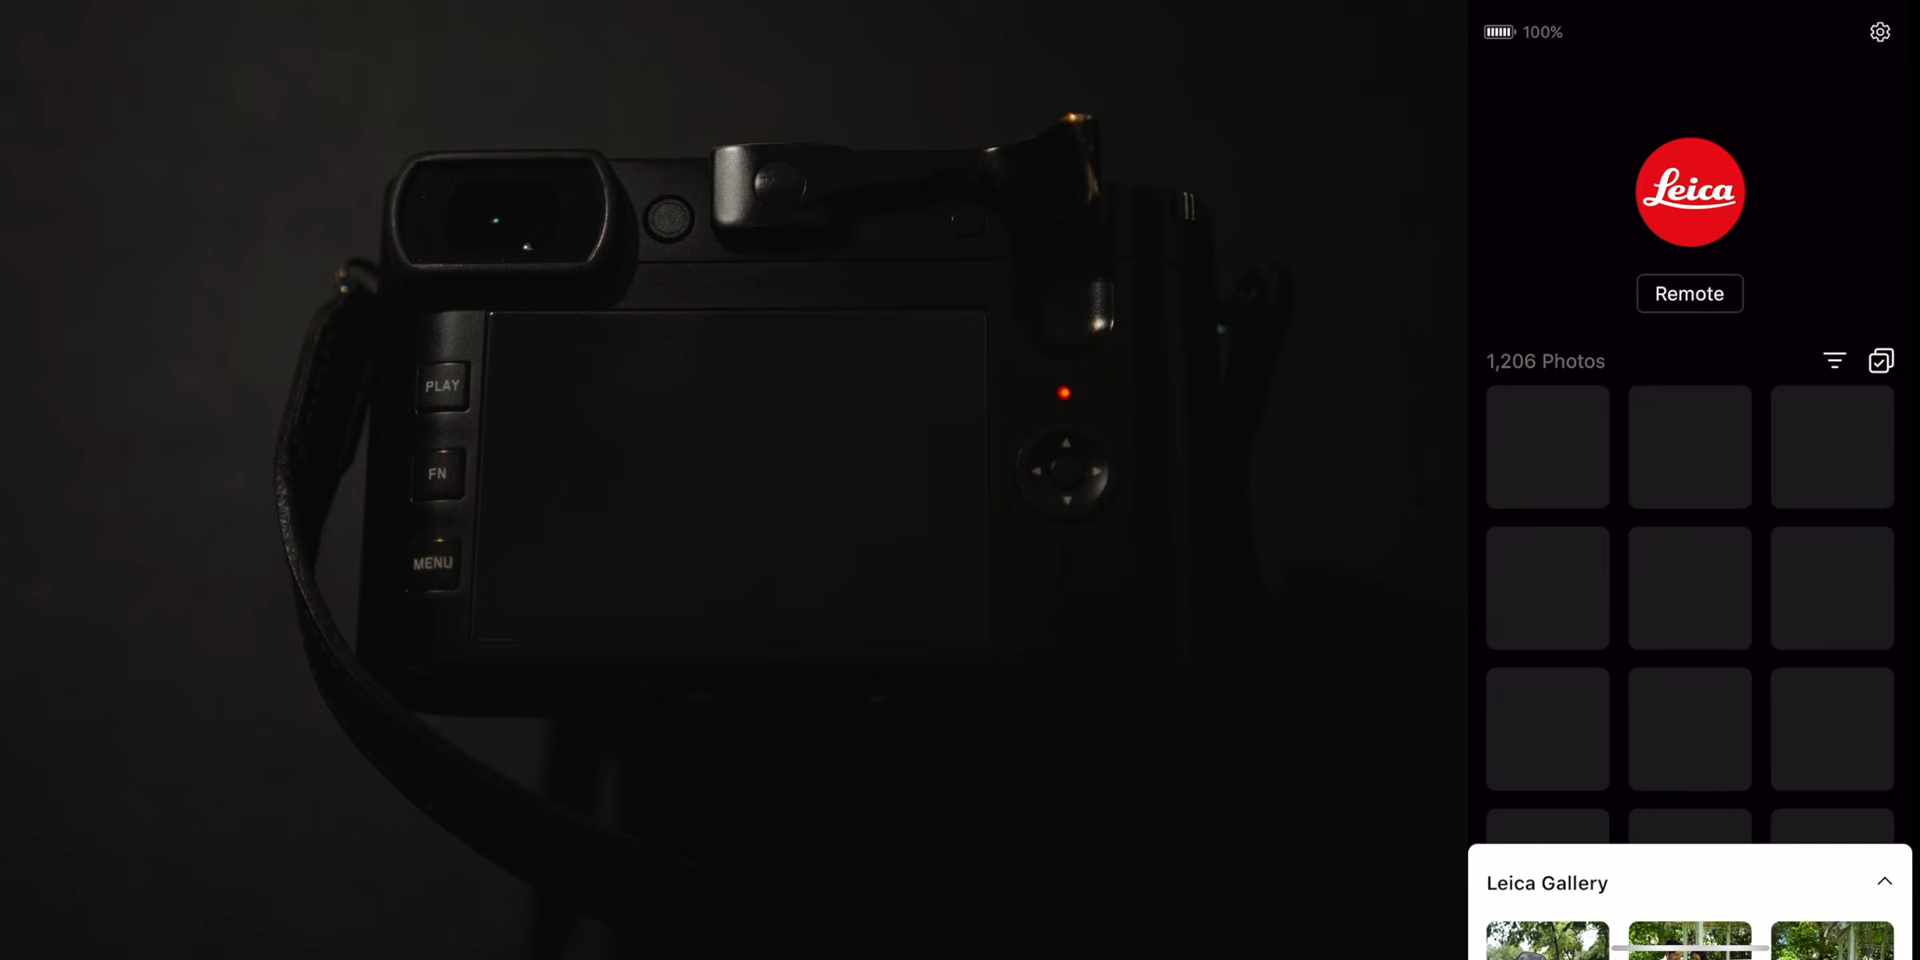 100%
Leica
Remote
1,206 Photos
PLAY
FN
MENU
Leica Gallery